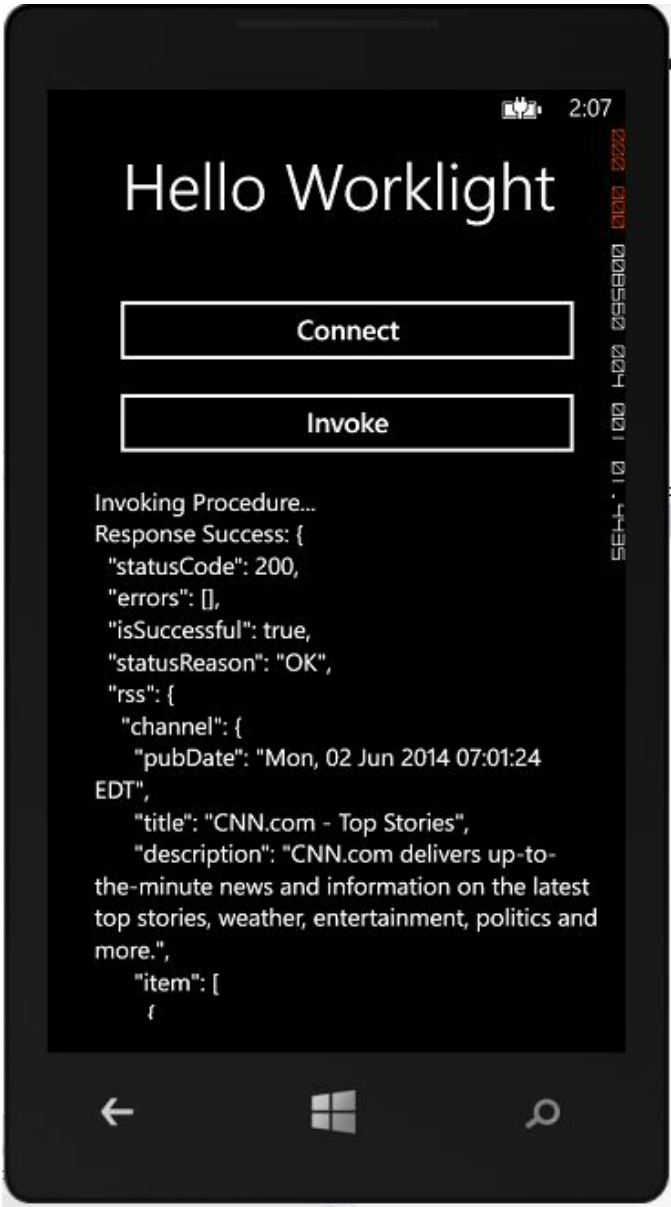 2:07
Hello Worklight
Connect
Invoke
Invoking Procedure...
Response Success: {
"statusCode": 200,
"errors": [],
"isSuccessful": true,
"statusReason": "OK",
"rss": {
"channel": {
"pubDate": "Mon, 02 Jun 2014 07:01:24
EDT",
"title": "CNN.com - Top Stories",
"description": "CNN.com delivers up-to-
the-minute news and information on the latest
top stories, weather, entertainment, politics and
more.",
"item": [
{